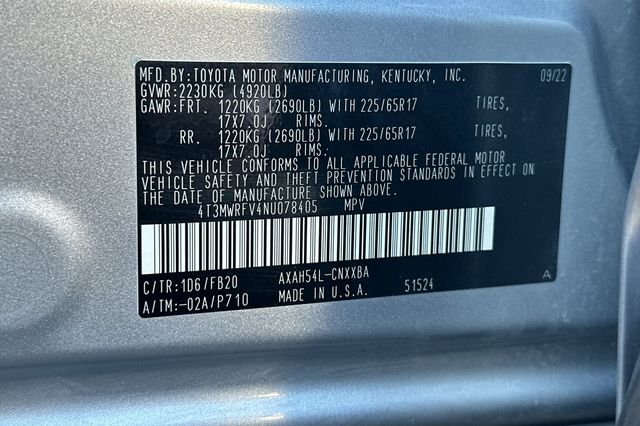 MFD.BY:TOYOTA MOTOR MANUFACTURING, KENTUCKY, INC. 09/22
GVWR:2230KG (4920LB)
GAWR:FRT. 1220KG (2690LB) WITH 225/65R17 TIRES,
17X7.0J RIMS.
RR. 1220KG (2690LB) WITH 225/65R17 TIRES,
17X7.0J RIMS.
THIS VEHICLE CONFORMS TO ALL APPLICABLE FEDERAL MOTOR
VEHICLE SAFETY AND THEFT PREVENTION STANDARDS IN EFFECT ON
THE DATE OF MANUFACTURE SHOWN ABOVE.
4T3MWRFV4NU078405 MPV
C/TR:1D6/FB20 AXAH54L-CNXXBA
A/TM:-02A/P710 MADE IN U.S.A. 51524 A